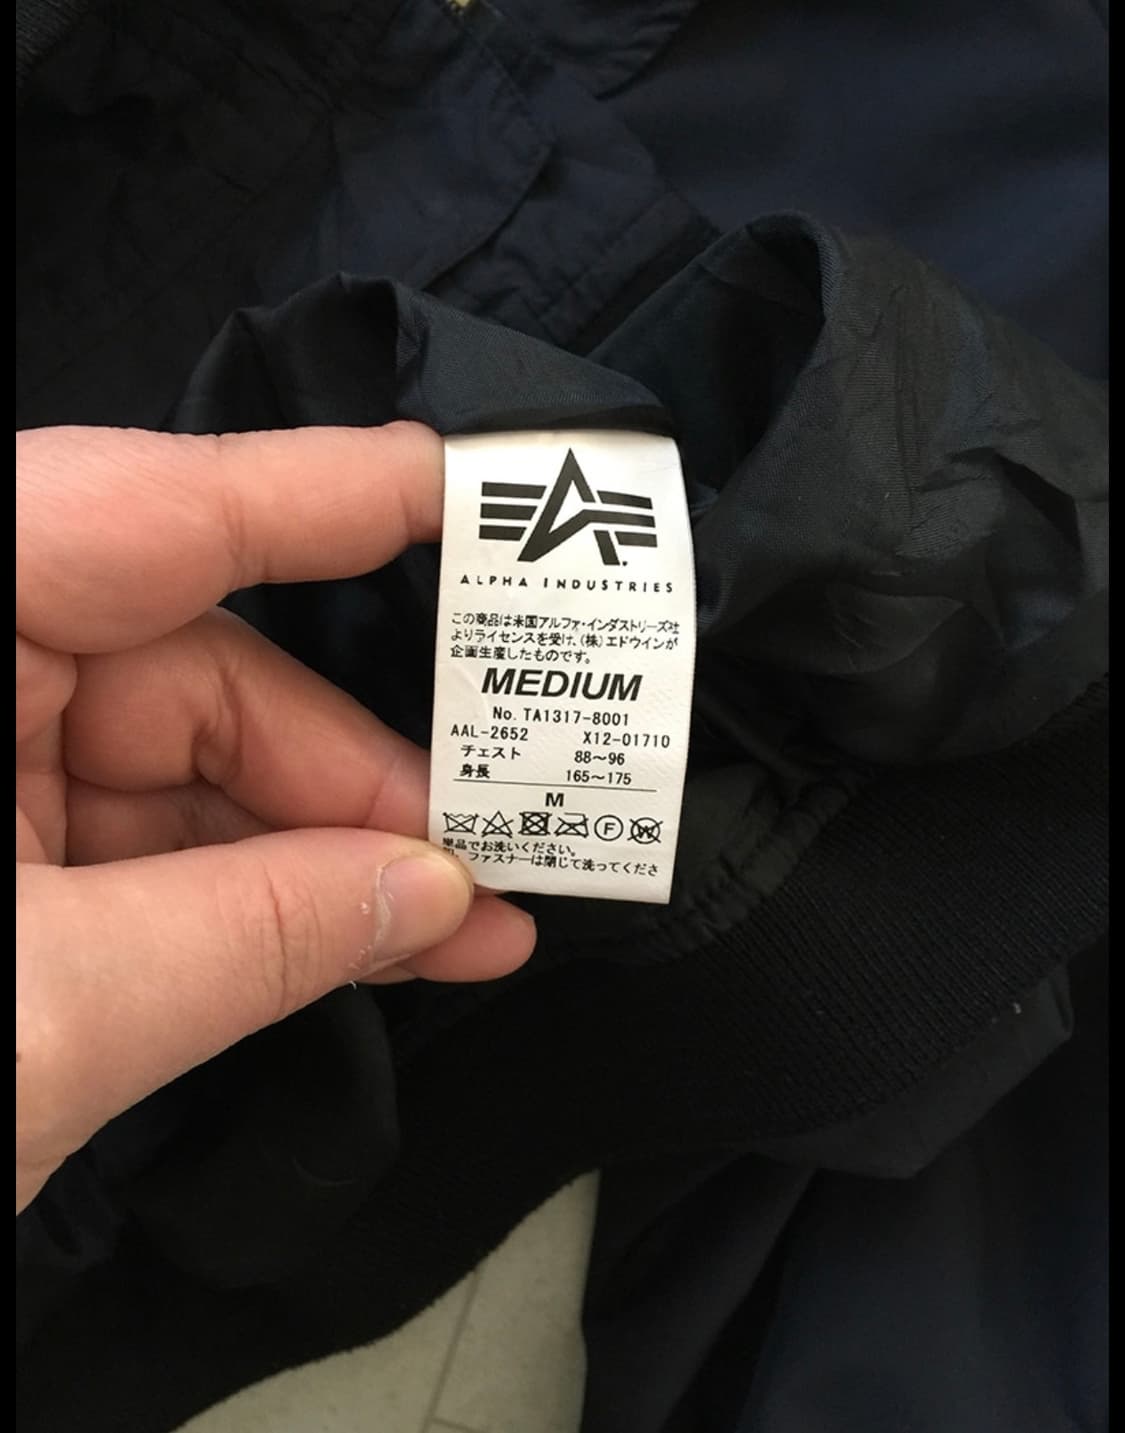 ALPHA INDUSTRIES
この商品は米国アルファ・インダストリーズ社
よりライセンスを受け、(株)エドウインが
企画生産したものです。
MEDIUM
No. TA1317-8001
AAL-2652 X12-01710
チェスト 88〜96
身長 165〜175
M
F W
単品でお洗いください。
ファスナーは閉じて洗ってくださ